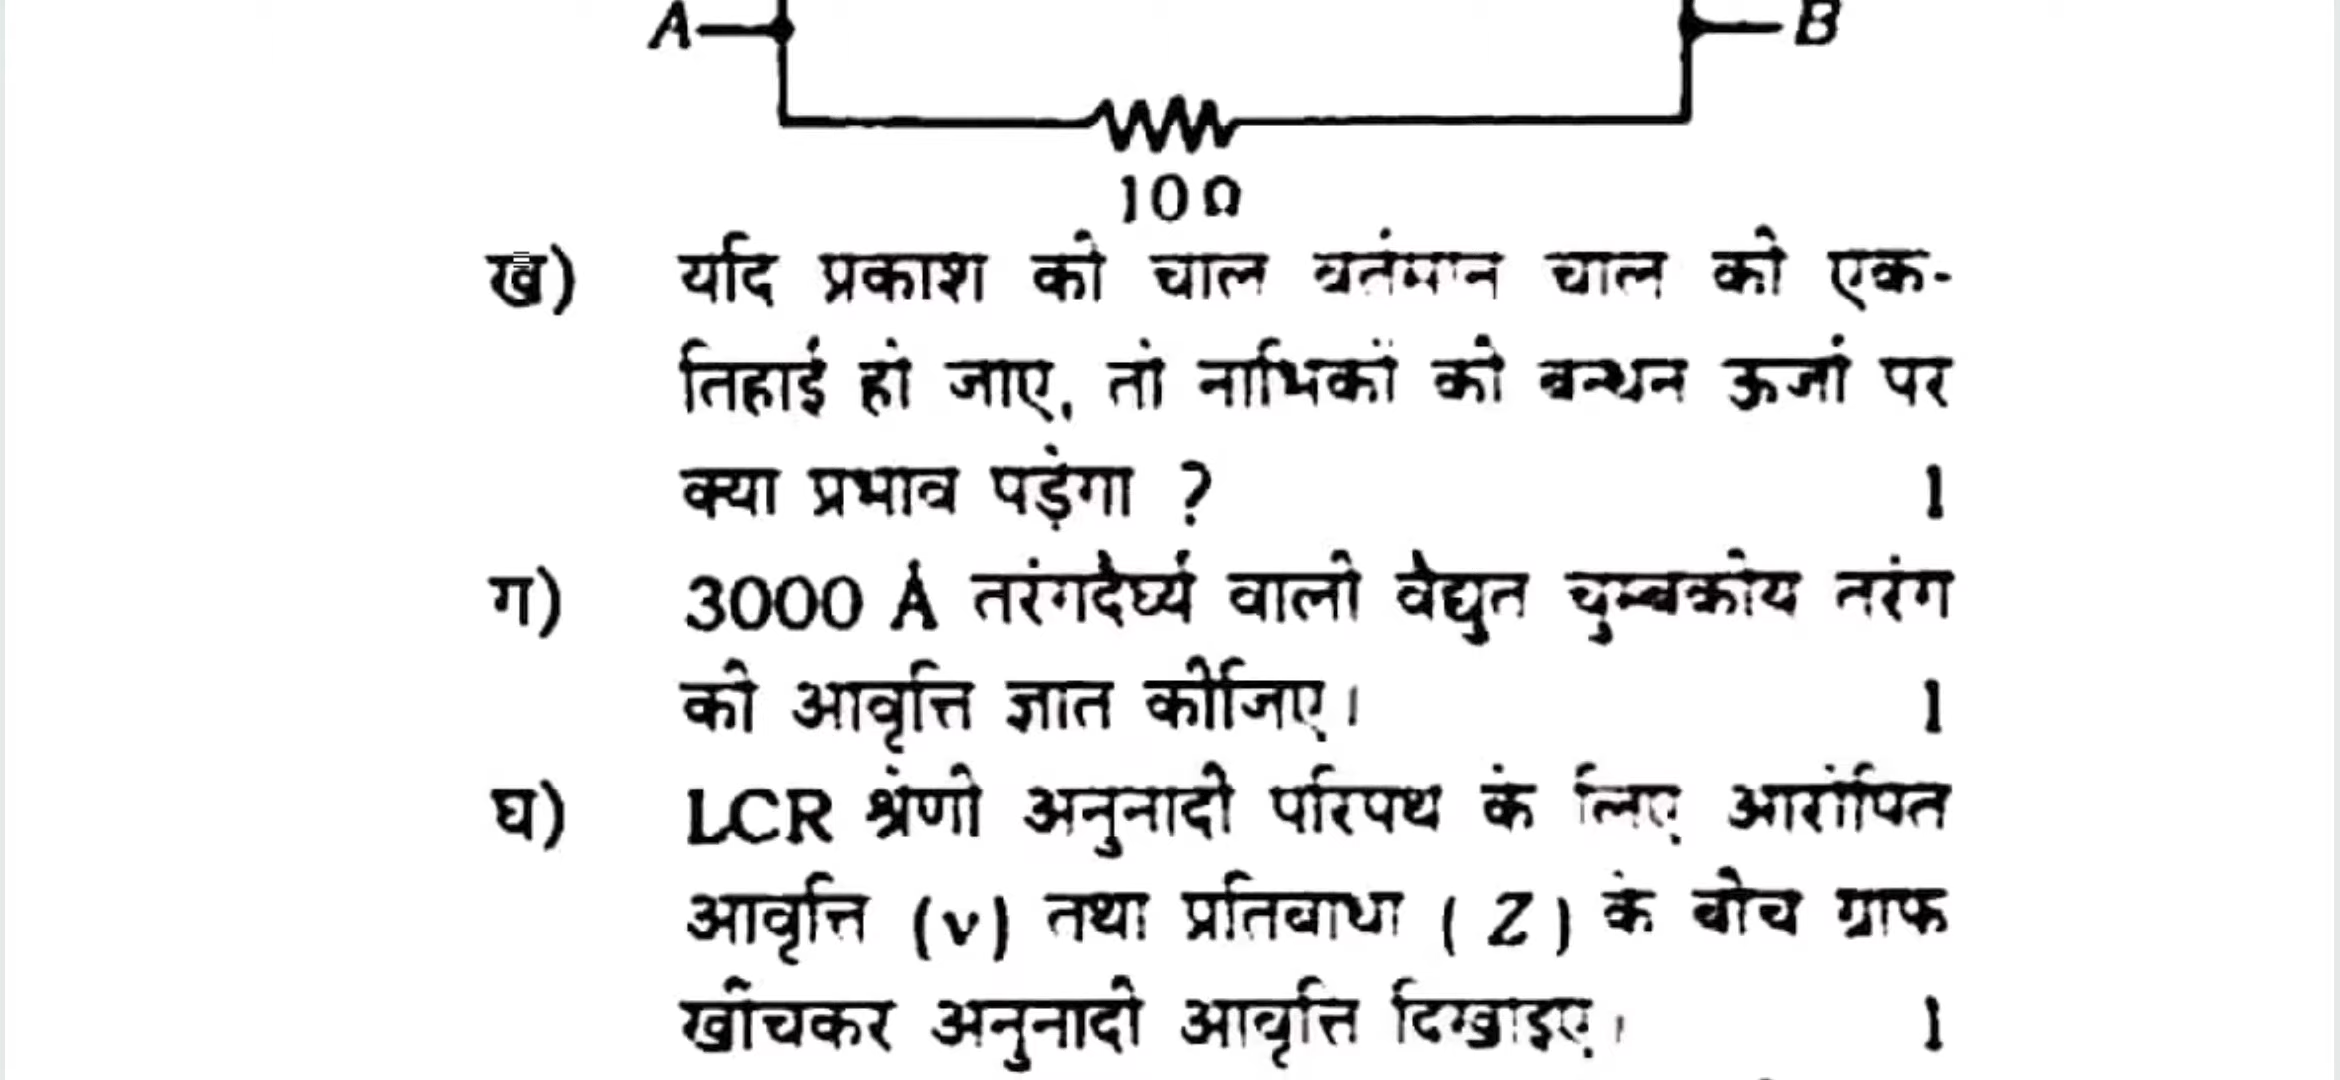 A B
10 Ω
ख) यदि प्रकाश की चाल वर्तमान चाल की एक-
तिहाई हो जाए, तो नाभिकों की बन्धन ऊर्जा पर
क्या प्रभाव पड़ेगा ? 1
ग) 3000 Å तरंगदैर्घ्य वाली वैद्युत चुम्बकीय तरंग
की आवृत्ति ज्ञात कीजिए। 1
घ) LCR श्रेणी अनुनादी परिपथ के लिए आरोपित
आवृत्ति (ν) तथा प्रतिबाधा ( Z ) के बीच ग्राफ
खींचकर अनुनादी आवृत्ति दिखाइए। 1